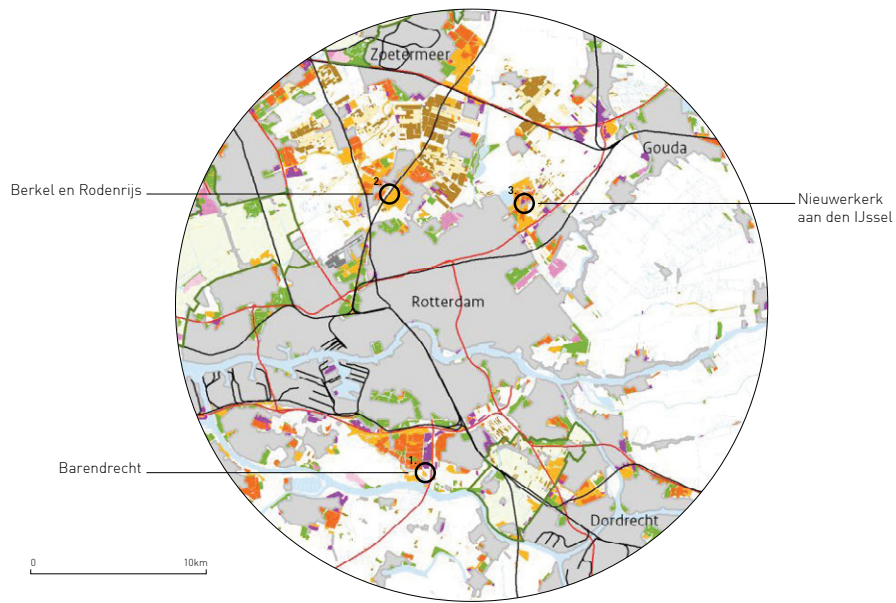 Zoetermeer
Gouda
Berkel en Rodenrijs
2.
3.
Nieuwerkerk
aan den IJssel
Rotterdam
Barendrecht
1.
Dordrecht
0
10km